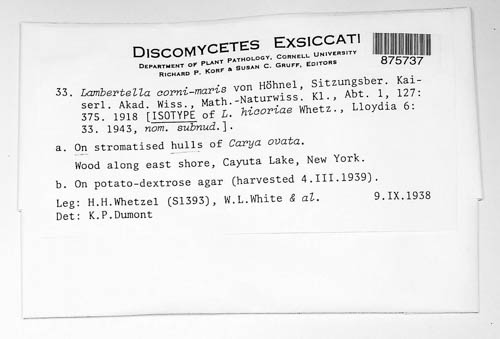 DISCOMYCETES EXSICCATI
DEPARTMENT OF PLANT PATHOLOGY, CORNELL UNIVERSITY
RICHARD P. KORF & SUSAN C. GRUFF, EDITORS
875737
33. Lambertella corni-maris von Höhnel, Sitzungsber. Kai-
serl. Akad. Wiss., Math.-Naturwiss. Kl., Abt. 1, 127:
375. 1918 [ISOTYPE of L. hicoriae Whetz., Lloydia 6:
33. 1943, nom. subnud.].
a. On stromatised hulls of Carya ovata.
Wood along east shore, Cayuta Lake, New York.
b. On potato-dextrose agar (harvested 4.III.1939).
Leg: H.H.Whetzel (S1393), W.L.White & al. 9.IX.1938
Det: K.P.Dumont